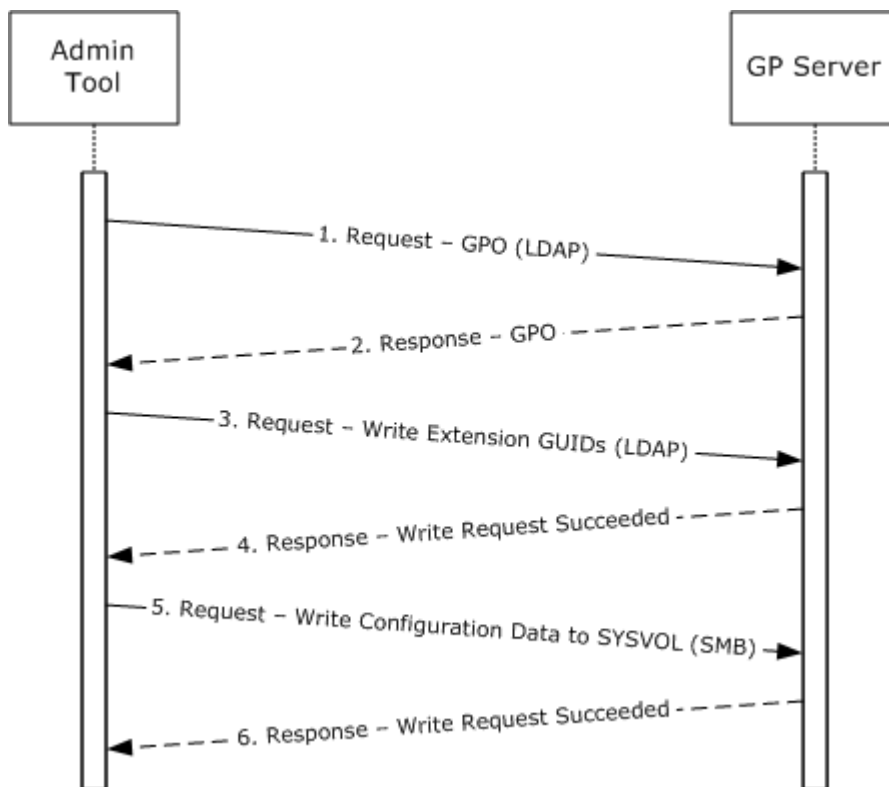 Admin
Tool
GP Server
1. Request – GPO (LDAP)
2. Response – GPO
3. Request – Write Extension GUIDs (LDAP)
4. Response – Write Request Succeeded
5. Request – Write Configuration Data to SYSVOL (SMB)
6. Response – Write Request Succeeded